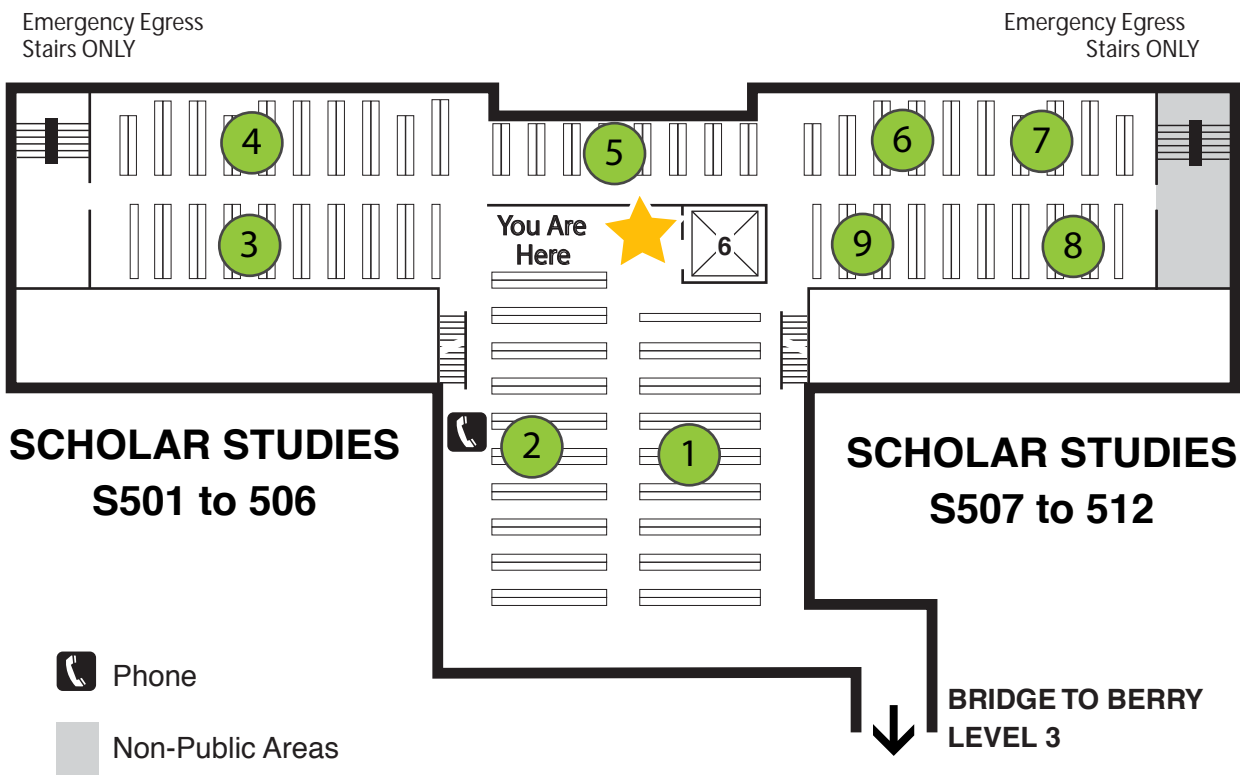 Emergency Egress
Stairs ONLY
Emergency Egress
Stairs ONLY
4
5
6
7
3
You Are
Here
6
9
8
2
1
SCHOLAR STUDIES
S501 to 506
SCHOLAR STUDIES
S507 to 512
Phone
Non-Public Areas
BRIDGE TO BERRY
LEVEL 3